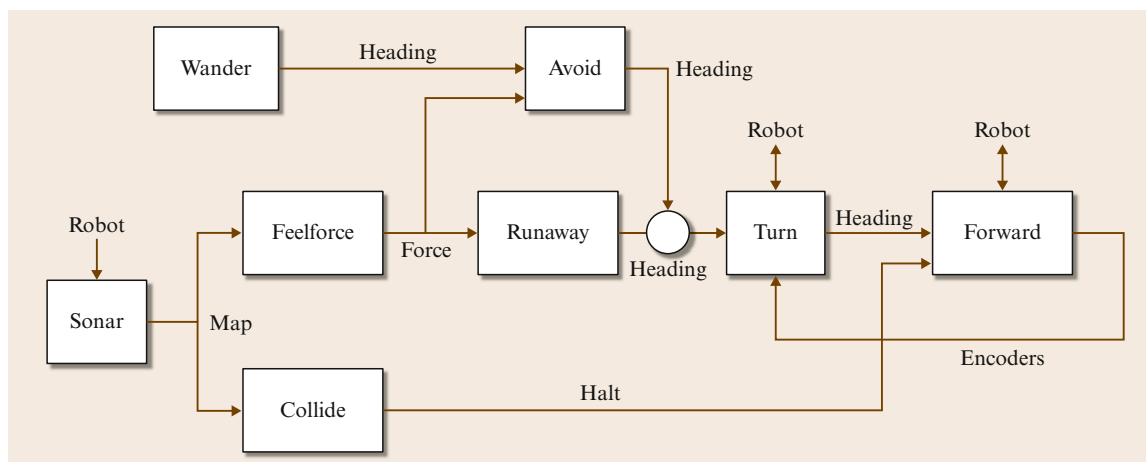 Heading
Wander
Avoid
Heading
Robot
Robot
Robot
Feelforce
Force
Runaway
Heading
Turn
Heading
Forward
Sonar
Map
Encoders
Halt
Collide